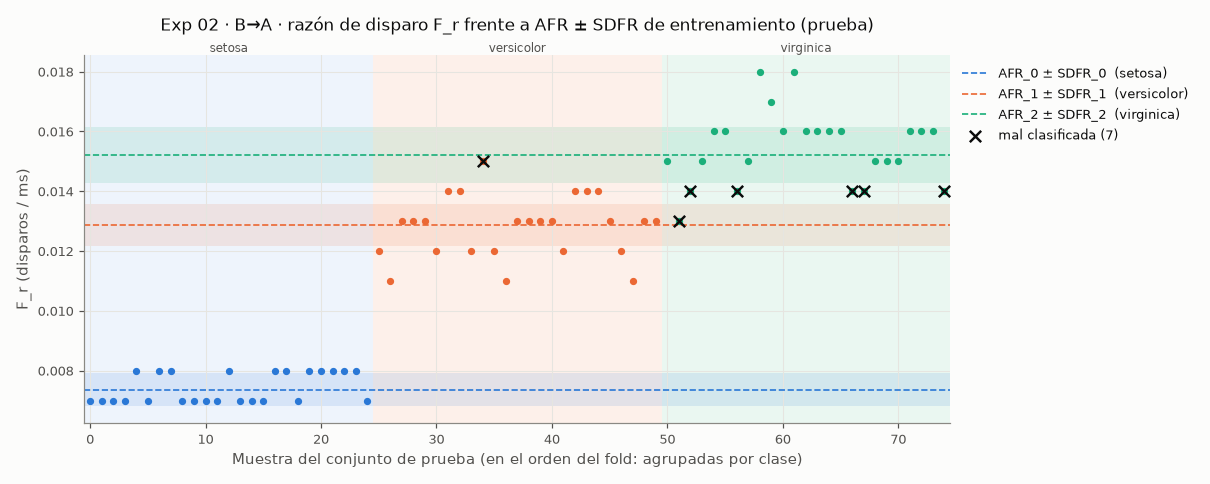 Exp 02 · B→A · razón de disparo F_r frente a AFR ± SDFR de entrenamiento (prueba)
setosa
versicolor
virginica
0.018
0.016
0.014
0.012
0.010
0.008
F_r (disparos / ms)
0
10
20
30
40
50
60
70
Muestra del conjunto de prueba (en el orden del fold: agrupadas por clase)
AFR_0 ± SDFR_0 (setosa)
AFR_1 ± SDFR_1 (versicolor)
AFR_2 ± SDFR_2 (virginica)
mal clasificada (7)